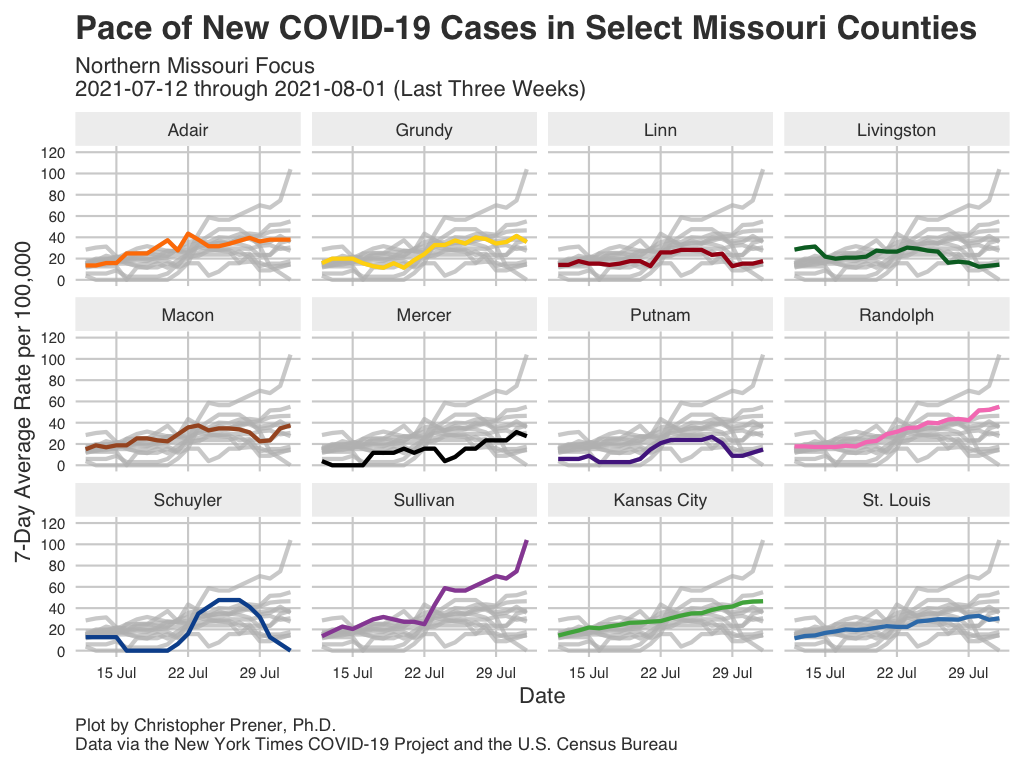 Pace of New COVID-19 Cases in Select Missouri Counties
Northern Missouri Focus
2021-07-12 through 2021-08-01 (Last Three Weeks)
7-Day Average Rate per 100,000
Adair Grundy Linn Livingston
120
100
80
60
40
20
0
Macon Mercer Putnam Randolph
120
100
80
60
40
20
0
Schuyler Sullivan Kansas City St. Louis
120
100
80
60
40
20
0
15 Jul 22 Jul 29 Jul 15 Jul 22 Jul 29 Jul 15 Jul 22 Jul 29 Jul 15 Jul 22 Jul 29 Jul
Date
Plot by Christopher Prener, Ph.D.
Data via the New York Times COVID-19 Project and the U.S. Census Bureau